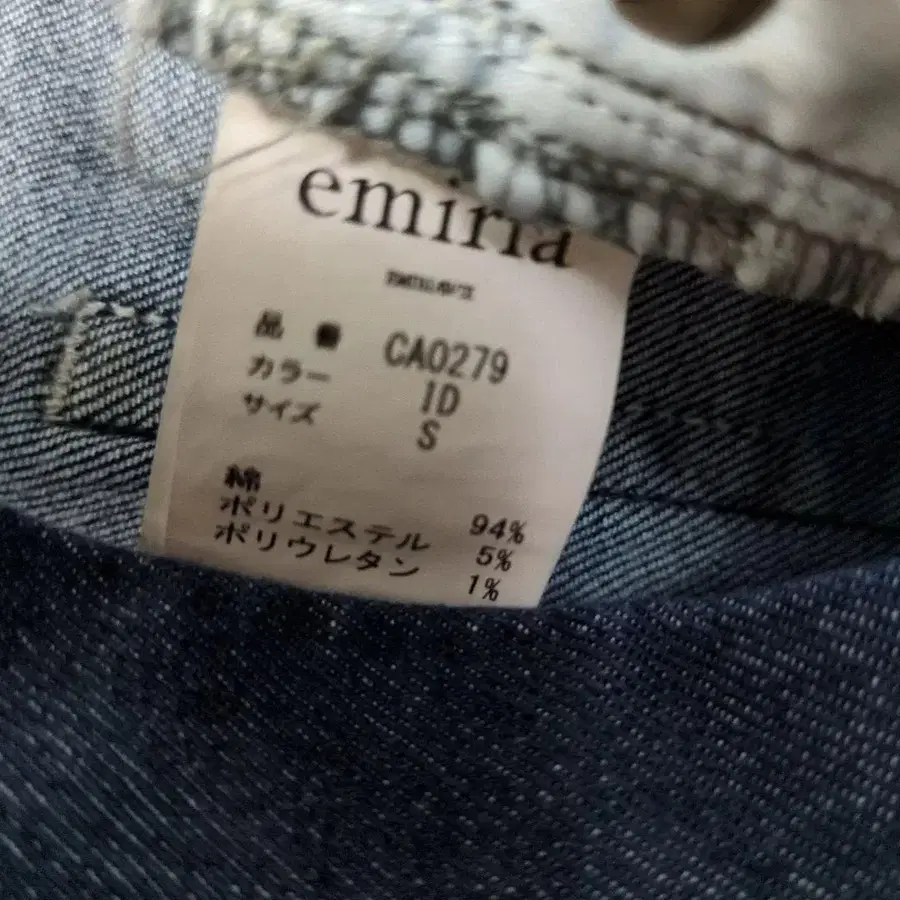 emiria
品番 CA0279
カラー ID
サイズ S
綿 94%
ポリエステル 5%
ポリウレタン 1%